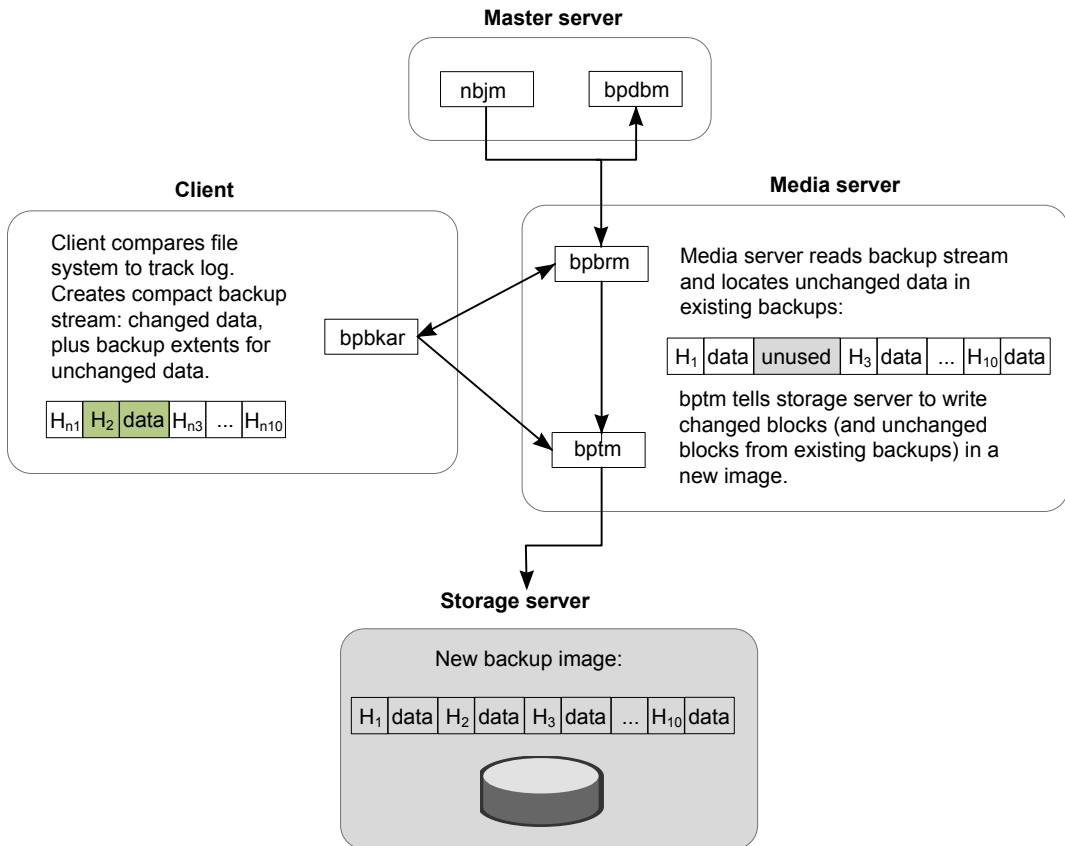 Master server
nbjm
bpdbm
Client
Media server
Client compares file
system to track log.
Creates compact backup
stream: changed data,
plus backup extents for
unchanged data.
Hn1 H2 data Hn3 ... Hn10
bpbkar
bpbrm
bptm
Media server reads backup stream
and locates unchanged data in
existing backups:
H1 data unused H3 data ... H10 data
bptm tells storage server to write
changed blocks (and unchanged
blocks from existing backups) in a
new image.
Storage server
New backup image:
H1 data H2 data H3 data ... H10 data